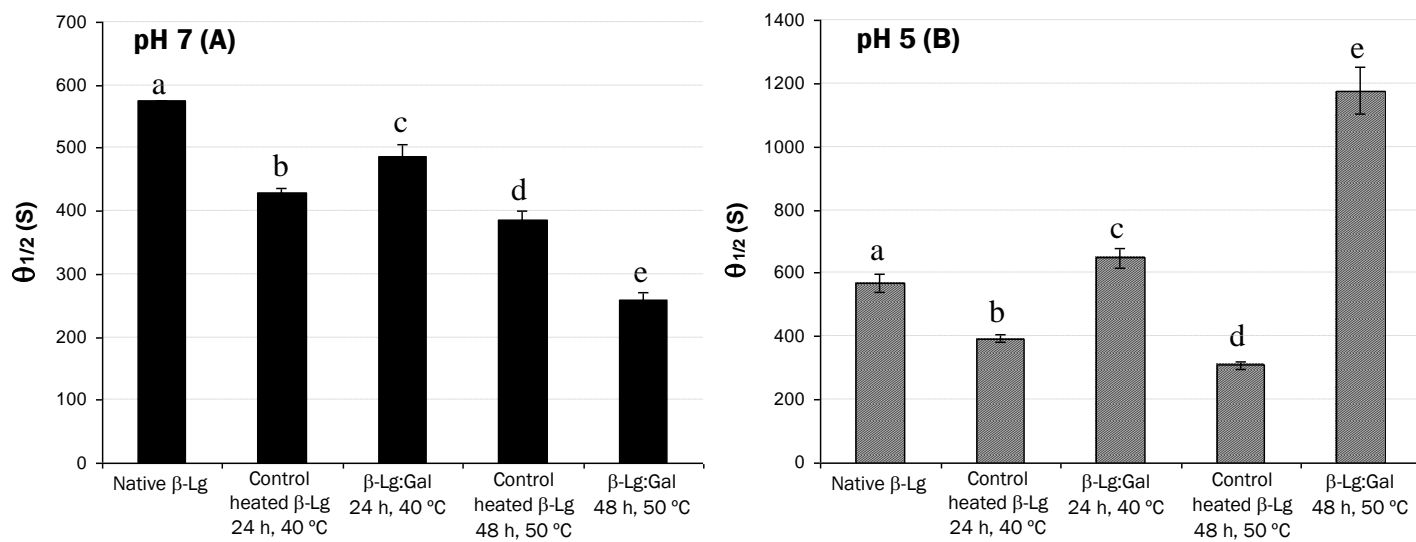 pH 7 (A)
θ1/2 (S)
700
600
500
400
300
200
100
0
a
b
c
d
e
Native β-Lg
Control
heated β-Lg
24 h, 40 ºC
β-Lg:Gal
24 h, 40 ºC
Control
heated β-Lg
48 h, 50 ºC
β-Lg:Gal
48 h, 50 ºC
pH 5 (B)
θ1/2 (S)
1400
1200
1000
800
600
400
200
0
a
b
c
d
e
Native β-Lg
Control
heated β-Lg
24 h, 40 ºC
β-Lg:Gal
24 h, 40 ºC
Control
heated β-Lg
48 h, 50 ºC
β-Lg:Gal
48 h, 50 ºC